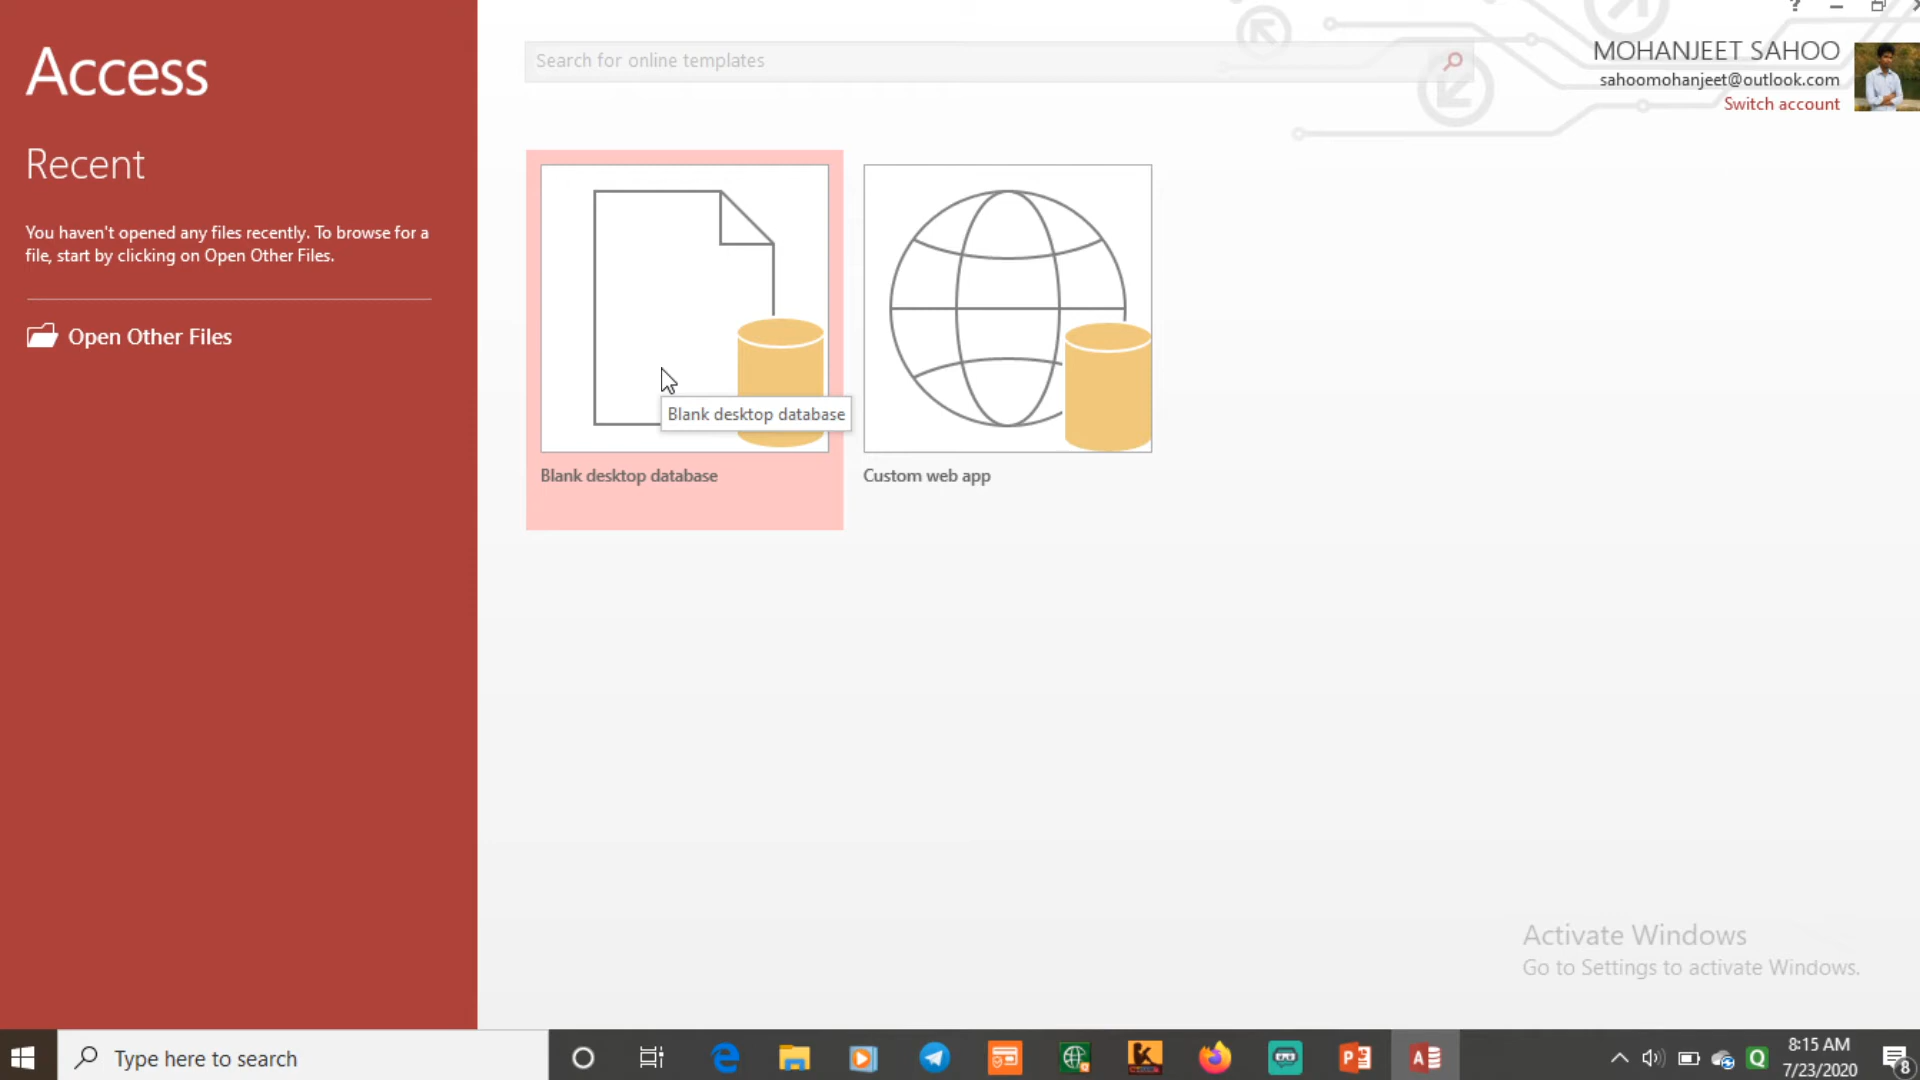 Access
Recent
You haven't opened any files recently. To browse for a
file, start by clicking on Open Other Files.
Open Other Files
Search for online templates
?
MOHANJEET SAHOO
sahoomohanjeet@outlook.com
Switch account
Blank desktop database
Blank desktop database
Custom web app
Activate Windows
Go to Settings to activate Windows.
Type here to search
8:15 AM
7/23/2020
8